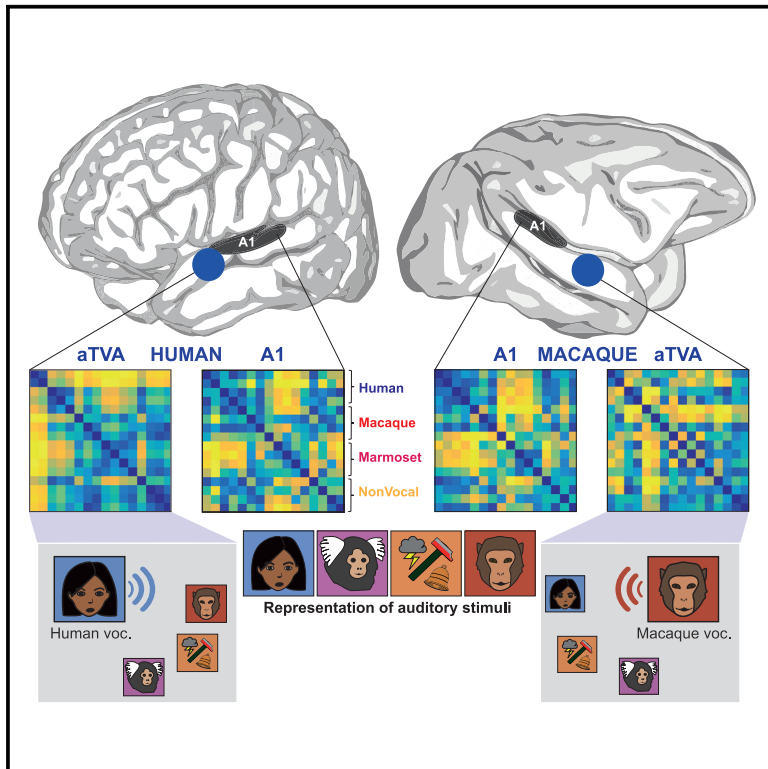 A1
A1
aTVA HUMAN A1
A1 MACAQUE aTVA
Human
Macaque
Marmoset
NonVocal
Representation of auditory stimuli
Human voc.
Macaque voc.